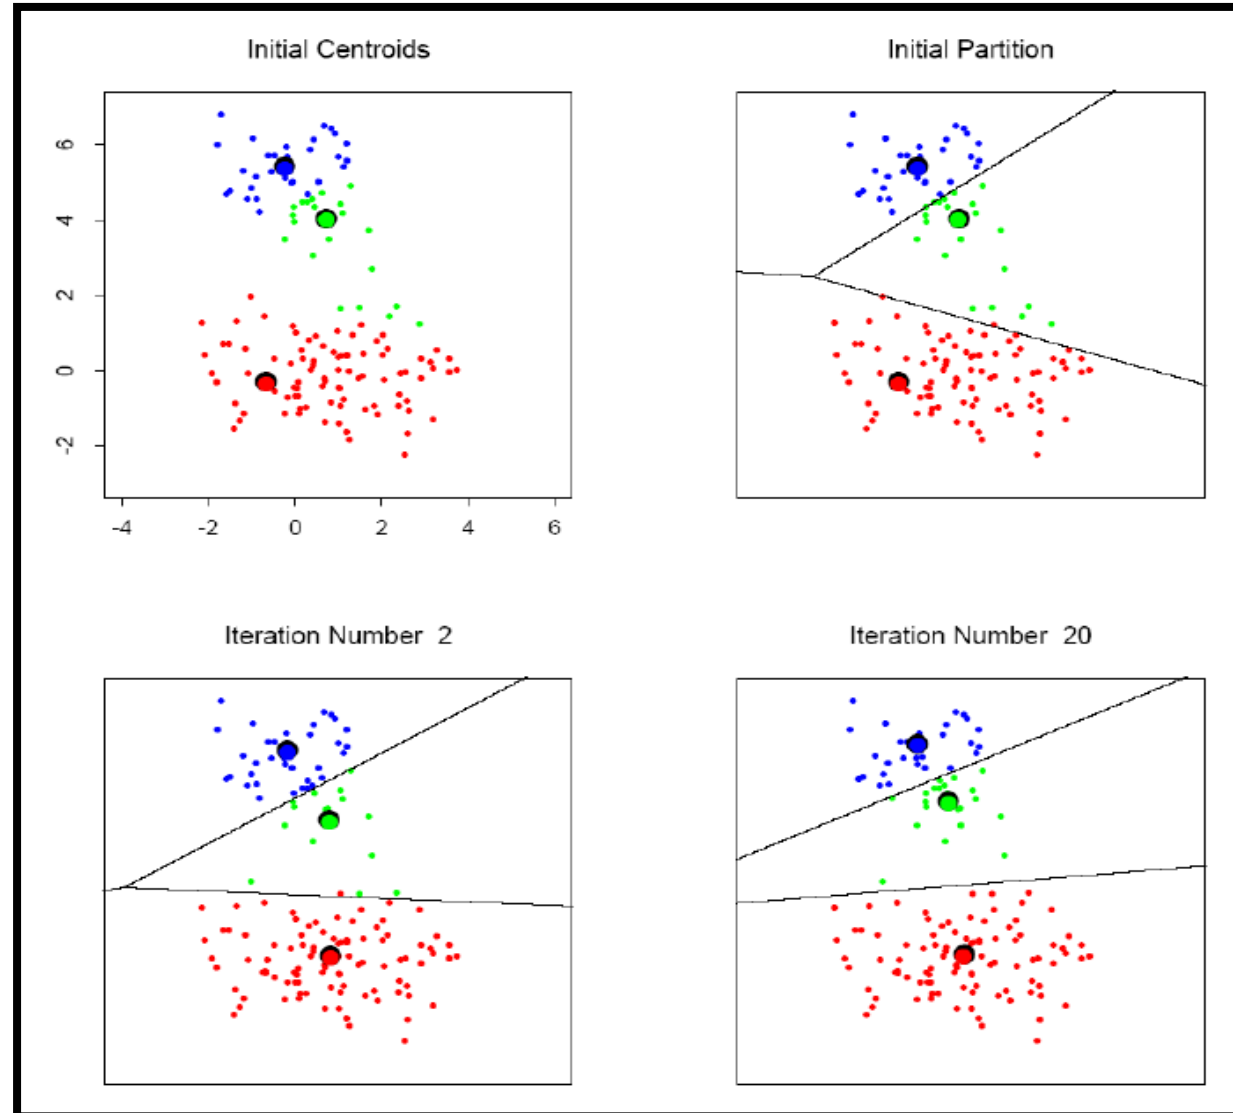 Initial Centroids
Initial Partition
6
4
2
0
-2
-4 -2 0 2 4 6
Iteration Number 2
Iteration Number 20